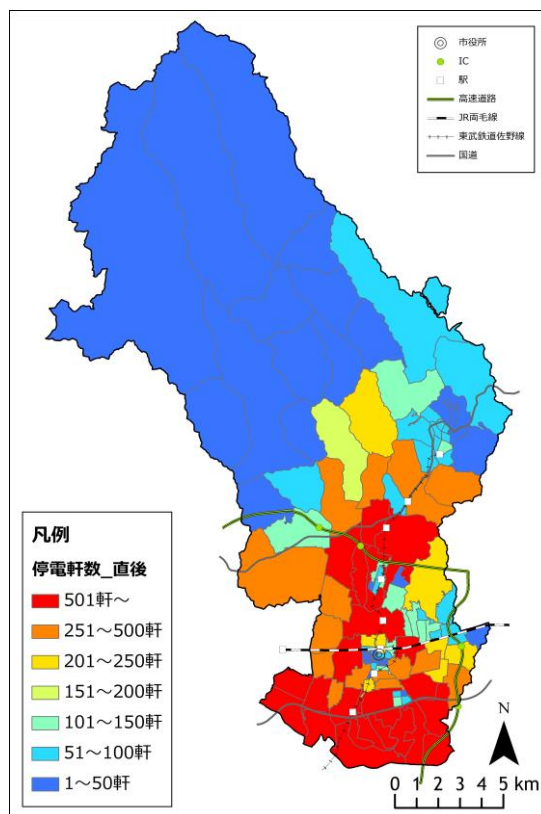 市役所
IC
駅
高速道路
JR両毛線
東武鉄道佐野線
国道
凡例
停電軒数_直後
501軒～
251～500軒
201～250軒
151～200軒
101～150軒
51～100軒
1～50軒
N
0 1 2 3 4 5 km